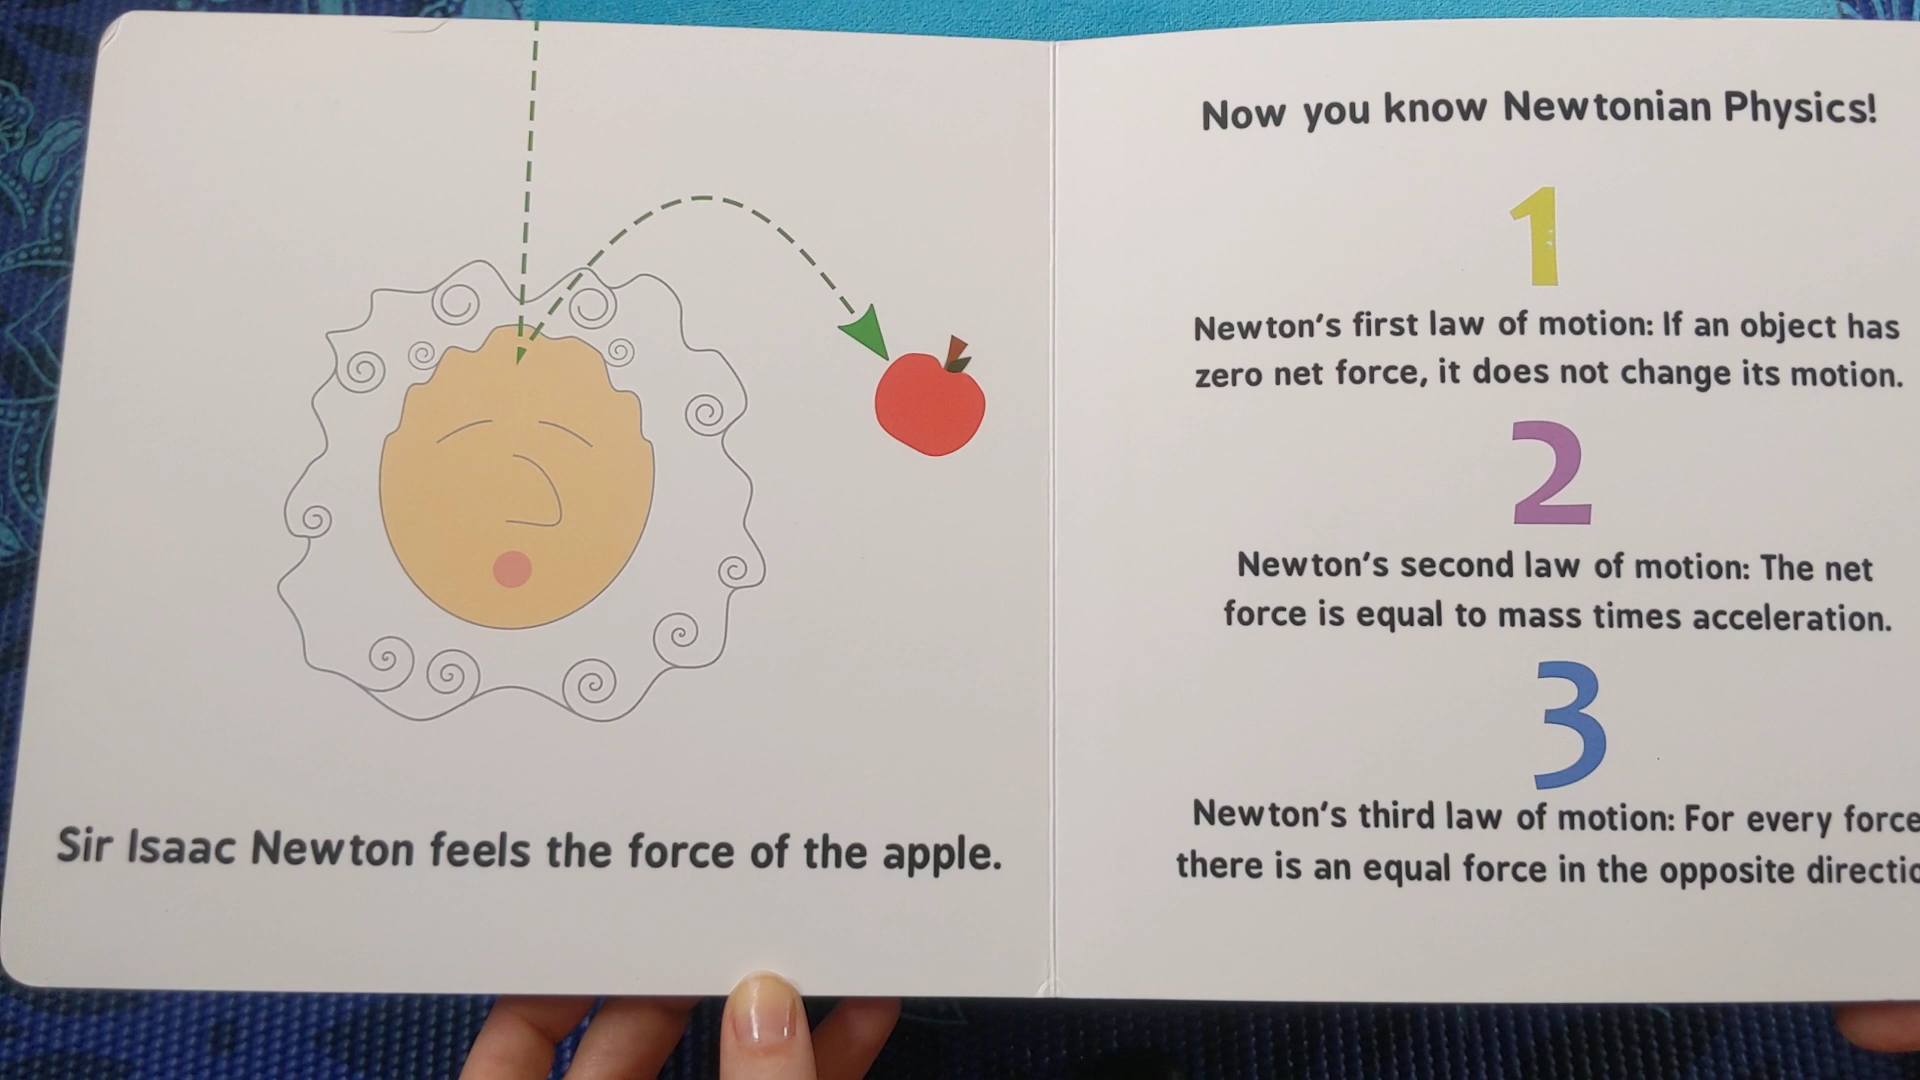 Sir Isaac Newton feels the force of the apple.
Now you know Newtonian Physics!
1
Newton's first law of motion: If an object has
zero net force, it does not change its motion.
2
Newton's second law of motion: The net
force is equal to mass times acceleration.
3
Newton's third law of motion: For every force
there is an equal force in the opposite